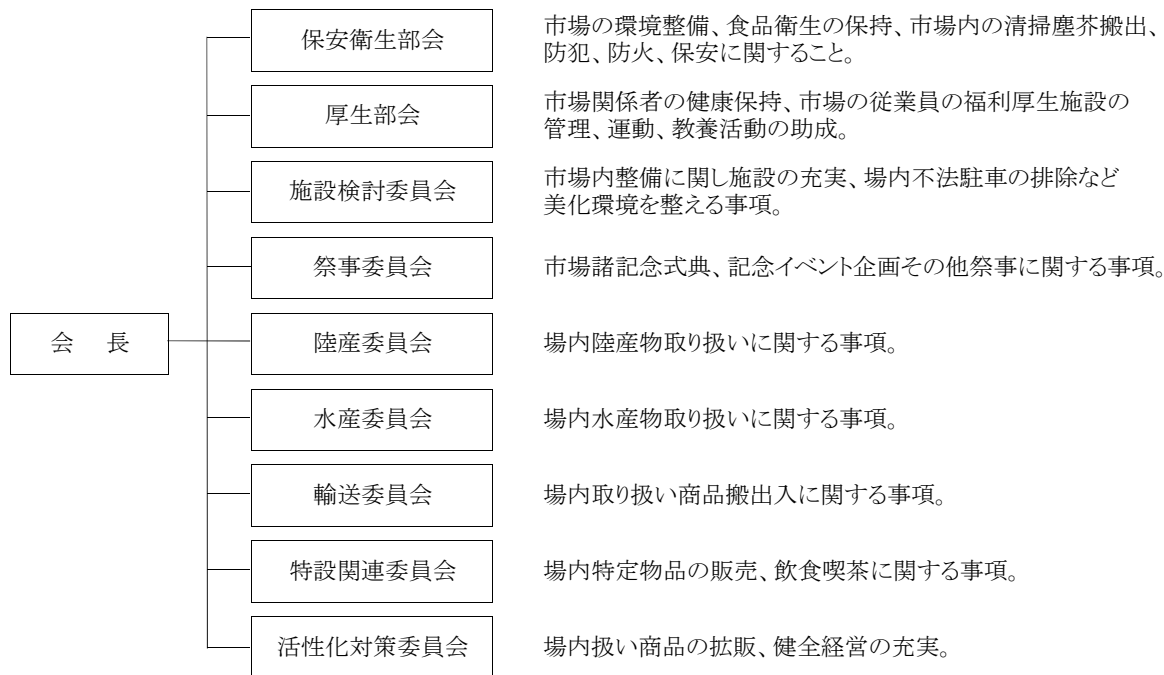 保安衛生部会
市場の環境整備、食品衛生の保持、市場内の清掃塵芥搬出、
防犯、防火、保安に関すること。
厚生部会
市場関係者の健康保持、市場の従業員の福利厚生施設の
管理、運動、教養活動の助成。
施設検討委員会
市場内整備に関し施設の充実、場内不法駐車の排除など
美化環境を整える事項。
祭事委員会
市場諸記念式典、記念イベント企画その他祭事に関する事項。
会　長
陸産委員会
場内陸産物取り扱いに関する事項。
水産委員会
場内水産物取り扱いに関する事項。
輸送委員会
場内取り扱い商品搬出入に関する事項。
特設関連委員会
場内特定物品の販売、飲食喫茶に関する事項。
活性化対策委員会
場内扱い商品の拡販、健全経営の充実。